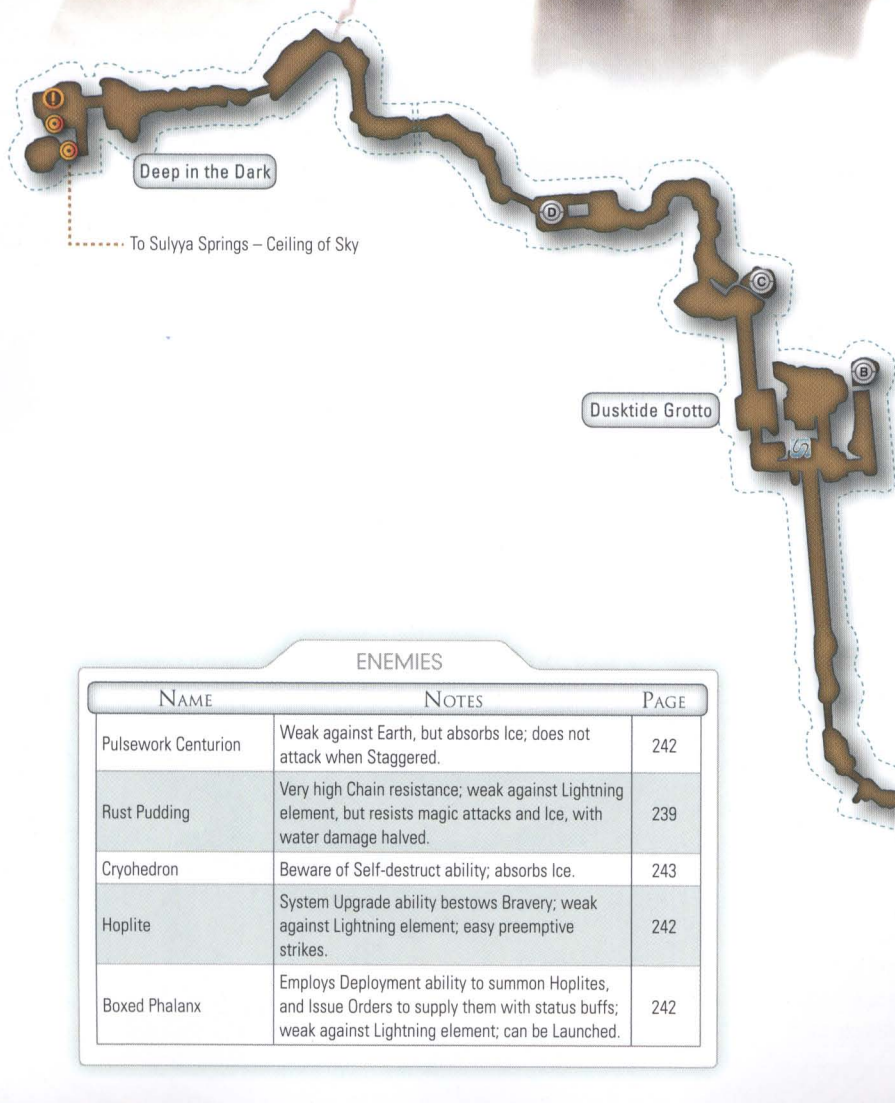 !
Deep in the Dark
D
To Sulyya Springs – Ceiling of Sky
C
B
Dusktide Grotto
ENEMIES
NAME NOTES PAGE
Pulsework Centurion Weak against Earth, but absorbs Ice; does not attack when Staggered. 242
Rust Pudding Very high Chain resistance; weak against Lightning element, but resists magic attacks and Ice, with water damage halved. 239
Cryohedron Beware of Self-destruct ability; absorbs Ice. 243
Hoplite System Upgrade ability bestows Bravery; weak against Lightning element; easy preemptive strikes. 242
Boxed Phalanx Employs Deployment ability to summon Hoplites, and Issue Orders to supply them with status buffs; weak against Lightning element; can be Launched. 242